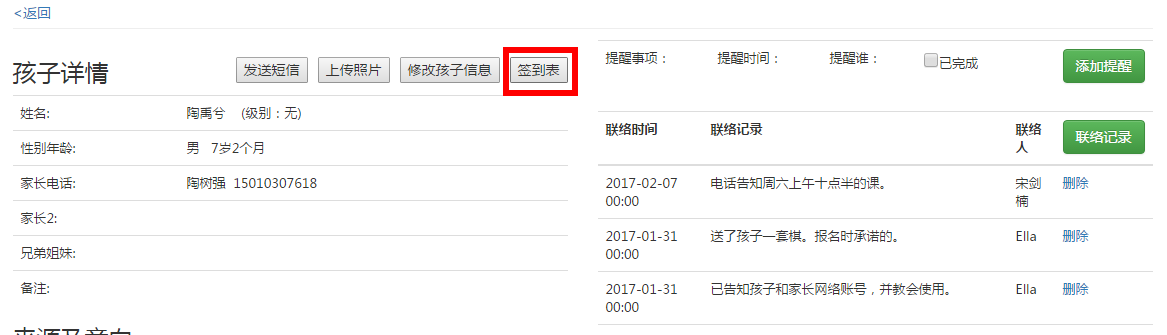 <返回
孩子详情
发送短信 上传照片 修改孩子信息 签到表
姓名: 陶禹兮 (级别：无)
性别年龄: 男 7岁2个月
家长电话: 陶树强 15010307618
家长2:
兄弟姐妹:
备注:
来源及意向
提醒事项： 提醒时间： 提醒谁： 已完成 添加提醒
联络时间 联络记录 联络人 联络记录
2017-02-07 00:00 电话告知周六上午十点半的课。 宋剑楠 删除
2017-01-31 00:00 送了孩子一套棋。报名时承诺的。 Ella 删除
2017-01-31 00:00 已告知孩子和家长网络账号，并教会使用。 Ella 删除